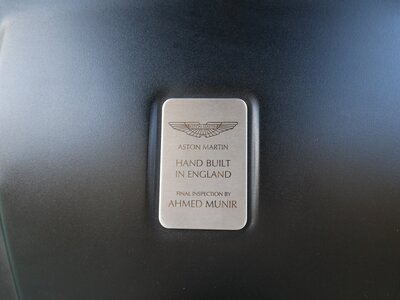 ASTON MARTIN
HAND BUILT
IN ENGLAND
FINAL INSPECTION BY
AHMED MUNIR